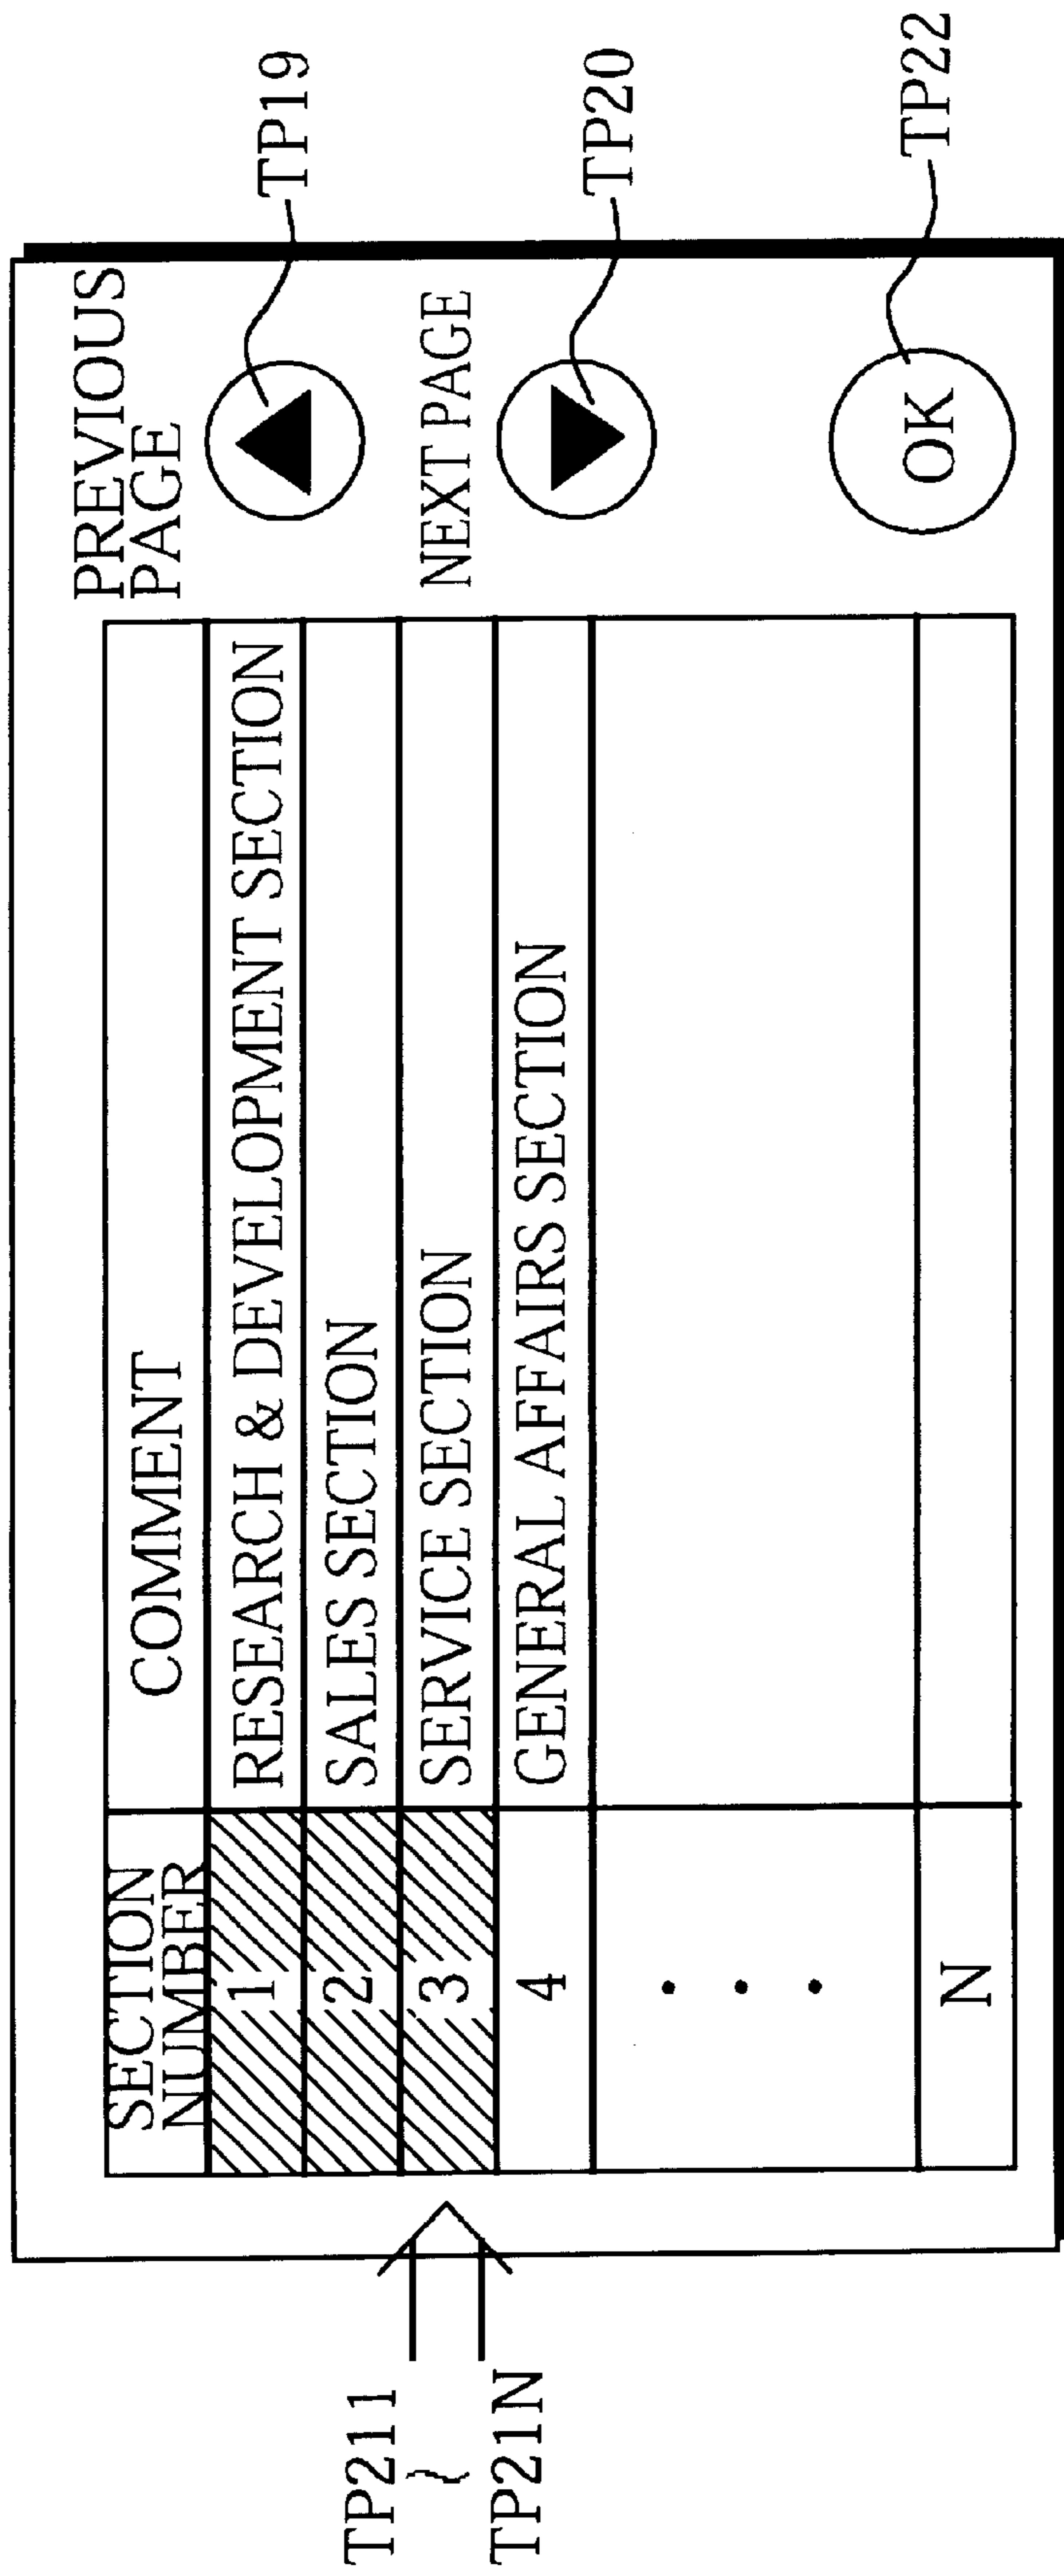 TP211
TP21N
SECTION
NUMBER
COMMENT
1
RESEARCH & DEVELOPMENT SECTION
2
SALES SECTION
3
SERVICE SECTION
4
GENERAL AFFAIRS SECTION
N
PREVIOUS
PAGE
TP19
NEXT PAGE
TP20
OK
TP22